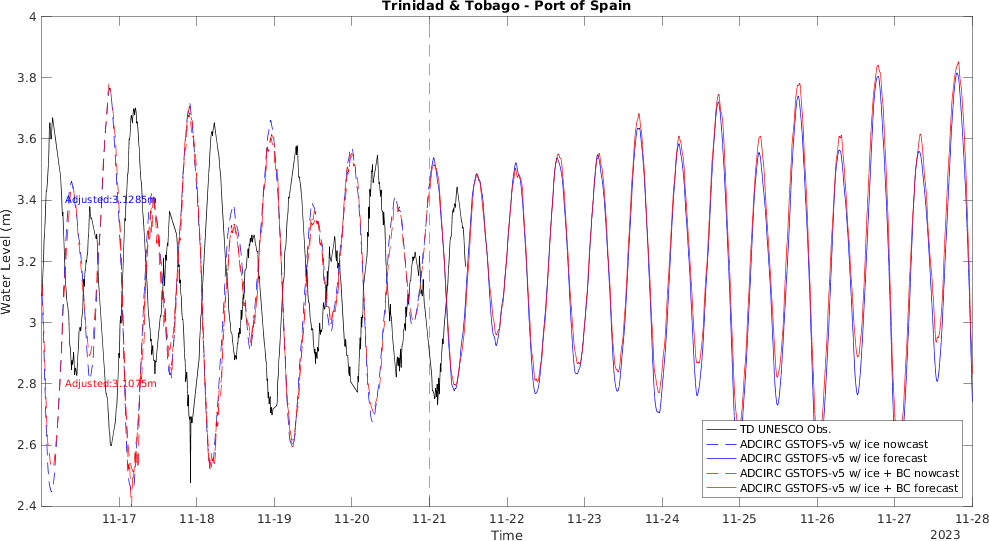 Trinidad & Tobago - Port of Spain
4
3.8
3.6
3.4
3.2
3
2.8
2.6
2.4
Water Level (m)
Adjusted:3.1285m
Adjusted:3.1075m
TD UNESCO Obs.
ADCIRC GSTOFS-v5 w/ ice nowcast
ADCIRC GSTOFS-v5 w/ ice forecast
ADCIRC GSTOFS-v5 w/ ice + BC nowcast
ADCIRC GSTOFS-v5 w/ ice + BC forecast
11-17 11-18 11-19 11-20 11-21 11-22 11-23 11-24 11-25 11-26 11-27 11-28
Time
2023